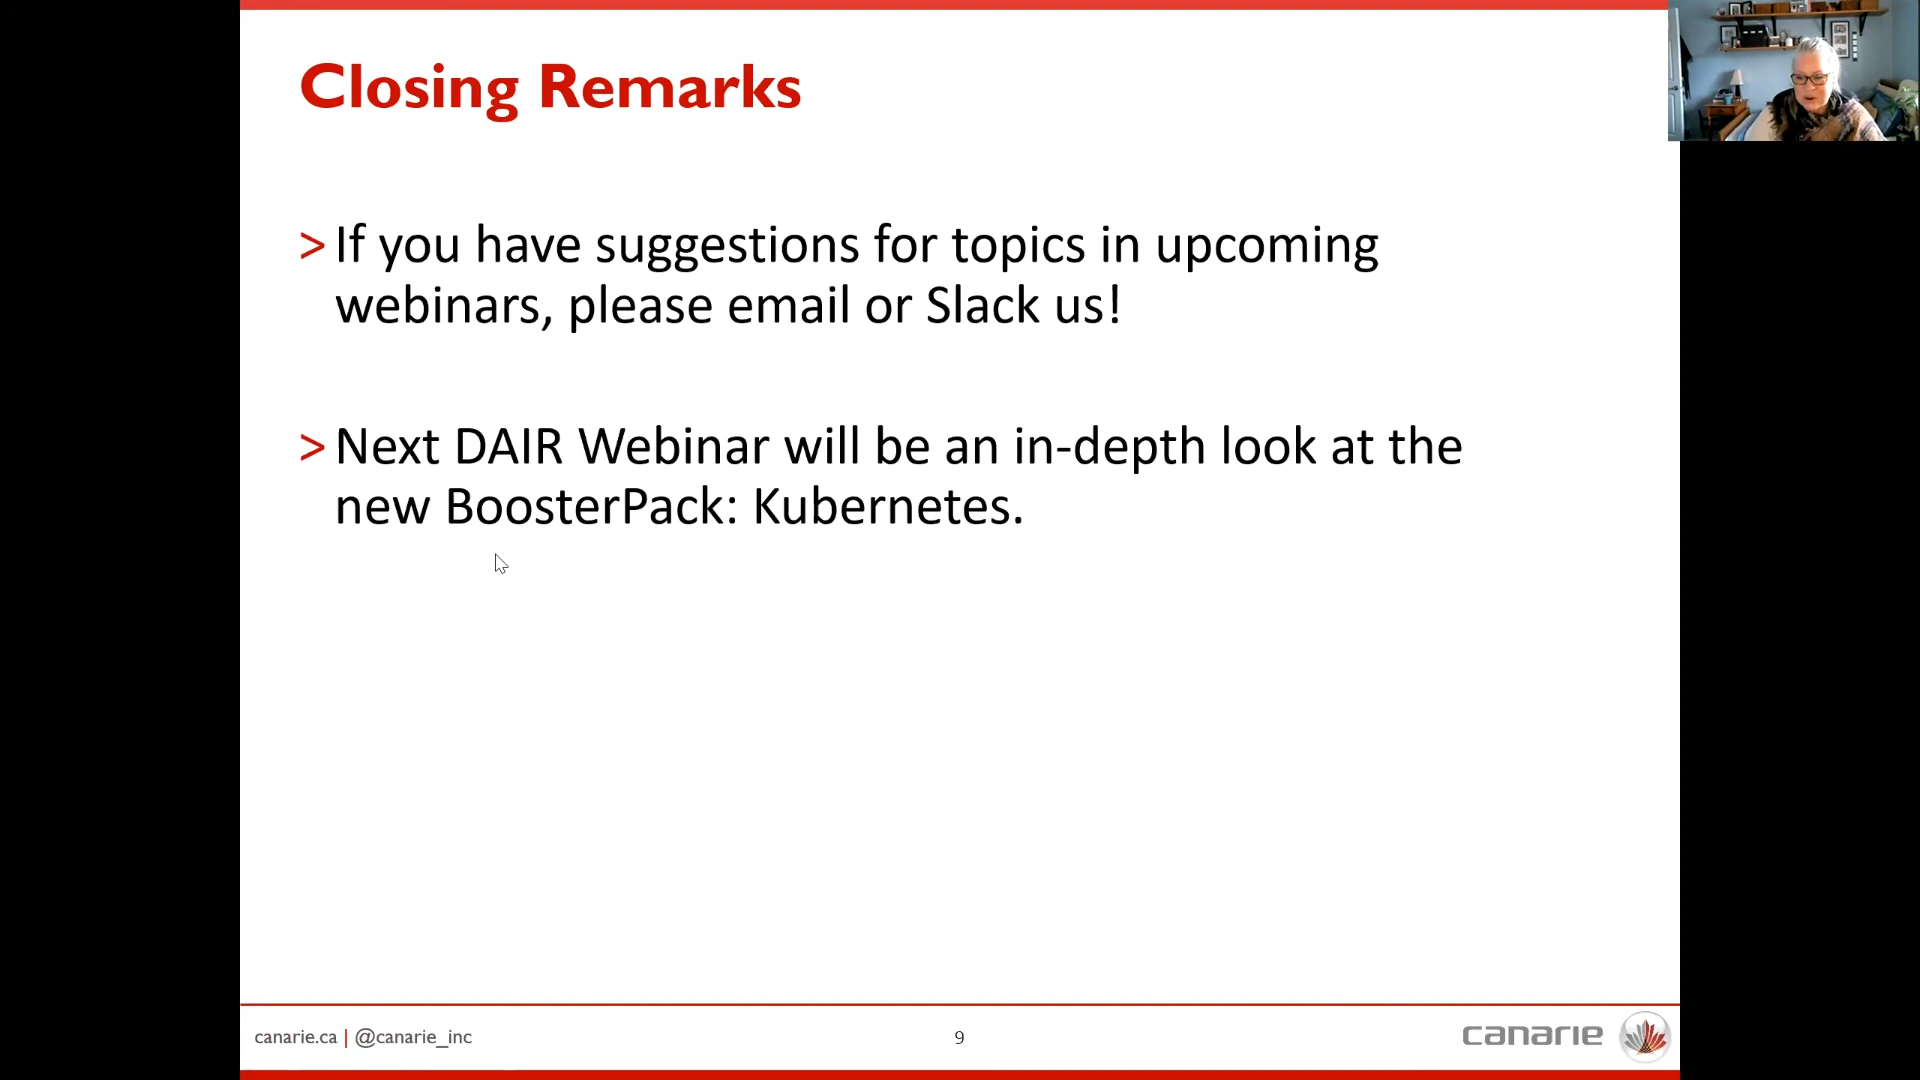 Closing Remarks
> If you have suggestions for topics in upcoming
webinars, please email or Slack us!
> Next DAIR Webinar will be an in-depth look at the
new BoosterPack: Kubernetes.
canarie.ca | @canarie_inc
9
canarie